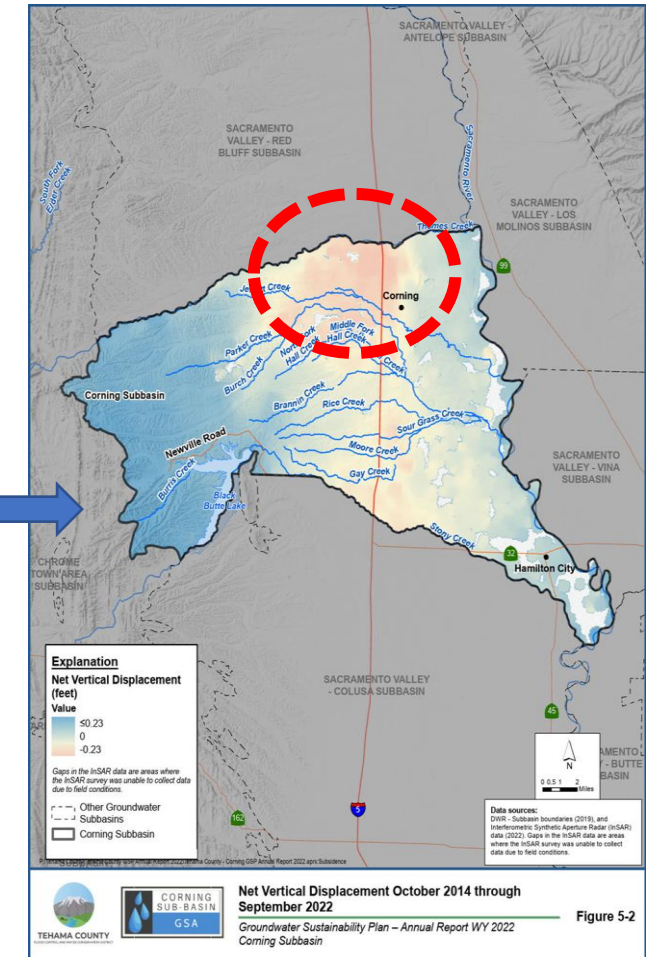 SACRAMENTO VALLEY -
ANTELOPE SUBBASIN
SACRAMENTO
VALLEY - RED
BLUFF SUBBASIN
South Fork
Elder Creek
Sacramento River
SACRAMENTO
VALLEY - LOS
MOLINOS SUBBASIN
Thomes Creek
99
Corning
Parker Creek
Burch Creek
Hall Creek
Middle Fork
Hall Creek
Creek
Corning Subbasin
Brannin Creek
Rice Creek
Sour Grass Creek
Newville Road
Moore Creek
Gay Creek
Burris Creek
Black
Butte Lake
SACRAMENTO
VALLEY - VINA
SUBBASIN
Stony Creek
32
Hamilton City
CHROME
TOWN AREA
SUBBASIN
SACRAMENTO VALLEY
- COLUSA SUBBASIN
45
162
5
Explanation
Net Vertical Displacement
(feet)
Value
≤0.23
0
-0.23
Gaps in the InSAR data are areas where
the InSAR survey was unable to collect data
due to field conditions.
Other Groundwater
Subbasins
Corning Subbasin
N
0 0.5 1 2
Miles
Data sources:
DWR - Subbasin boundaries (2019), and
Interferometric Synthetic Aperture Radar (InSAR)
data (2022). Gaps in the InSAR data are areas
where the InSAR survey was unable to collect
data due to field conditions.
TEHAMA COUNTY
CORNING
SUB-BASIN
GSA
Net Vertical Displacement October 2014 through
September 2022
Groundwater Sustainability Plan – Annual Report WY 2022
Corning Subbasin
Figure 5-2